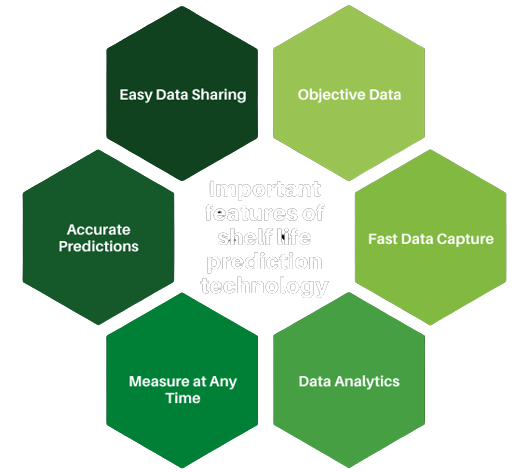 Easy Data Sharing
Objective Data
Important
features of
shelf life
prediction
technology
Accurate
Predictions
Fast Data Capture
Measure at Any
Time
Data Analytics